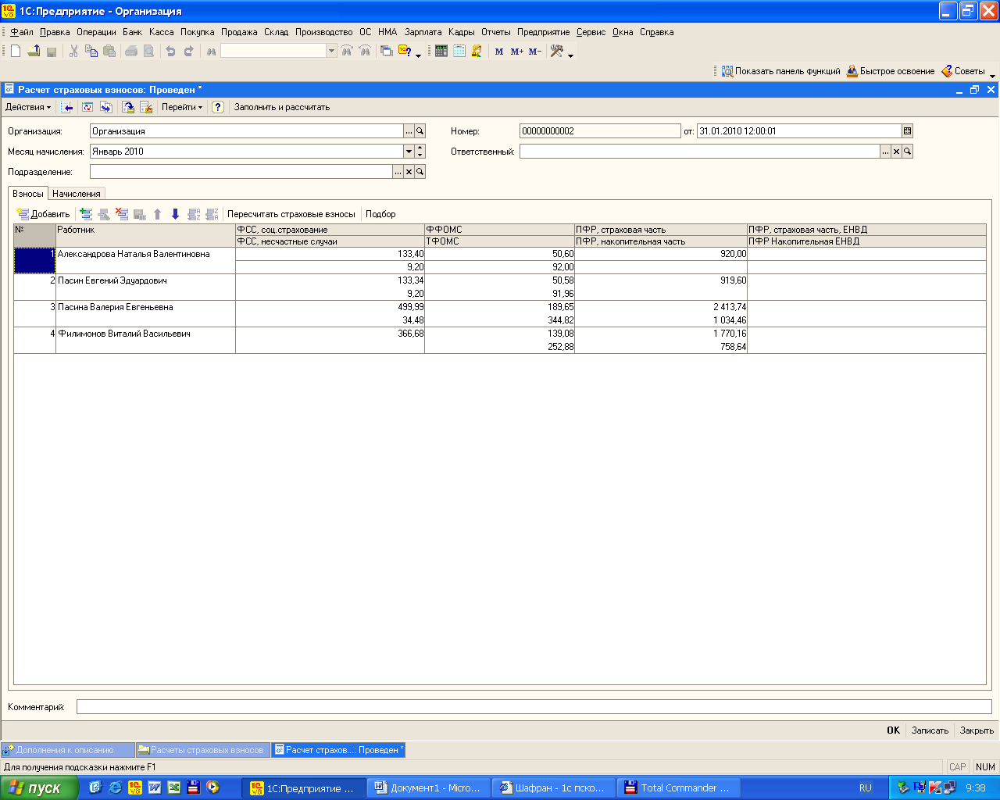 1С:Предприятие - Организация
Файл Правка Операции Банк Касса Покупка Продажа Склад Производство ОС НМА Зарплата Кадры Отчеты Предприятие Сервис Окна Справка
M M+ M-
Показать панель функций Быстрое освоение Советы
Расчет страховых взносов: Проведен *
Действия Перейти Заполнить и рассчитать
Организация: Организация Номер: 00000000002 от: 31.01.2010 12:00:01
Месяц начисления: Январь 2010 Ответственный:
Подразделение:
Взносы Начисления
Добавить Пересчитать страховые взносы Подбор
№ Работник ФСС, соц.страхование ФФОМС ПФР, страховая часть ПФР, страховая часть, ЕНВД
ФСС, несчастные случаи ТФОМС ПФР, накопительная часть ПФР Накопительная ЕНВД
1 Александрова Наталья Валентиновна 133,40 50,60 920,00
9,20 92,00
2 Пасин Евгений Эдуардович 133,34 50,58 919,60
9,20 91,96
3 Пасина Валерия Евгеньевна 499,99 189,65 2 413,74
34,48 344,82 1 034,46
4 Филимонов Виталий Васильевич 366,68 139,08 1 770,16
252,88 758,64
Комментарий:
OK Записать Закрыть
Дополнения к описанию Расчеты страховых взносов Расчет страхов...: Проведен *
Для получения подсказки нажмите F1 CAP NUM
пуск 1С:Предприятие ... Документ1 - Micro... Шафран - 1с пско... Total Commander ... RU 9:38